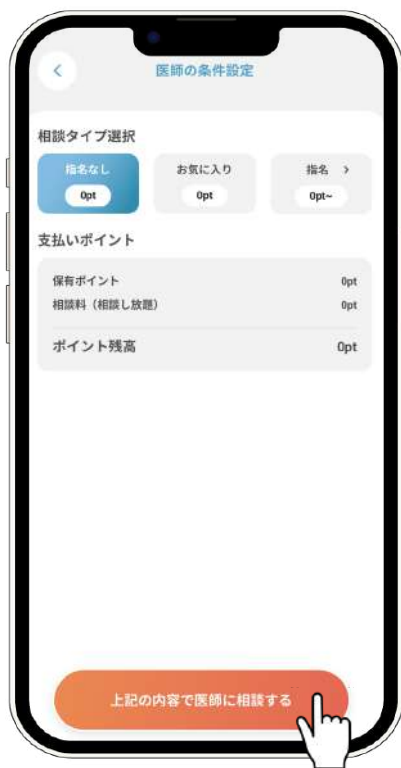 医師の条件設定
相談タイプ選択
指名なし お気に入り 指名 >
0pt 0pt 0pt~
支払いポイント
保有ポイント 0pt
相談料（相談し放題） 0pt
ポイント残高 0pt
上記の内容で医師に相談する